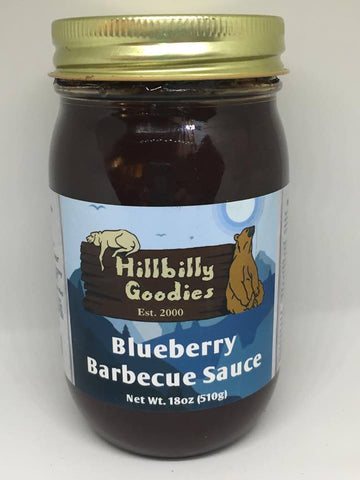 Hillbilly
Goodies
Est. 2000
Blueberry
Barbecue Sauce
Net Wt. 18oz (510g)